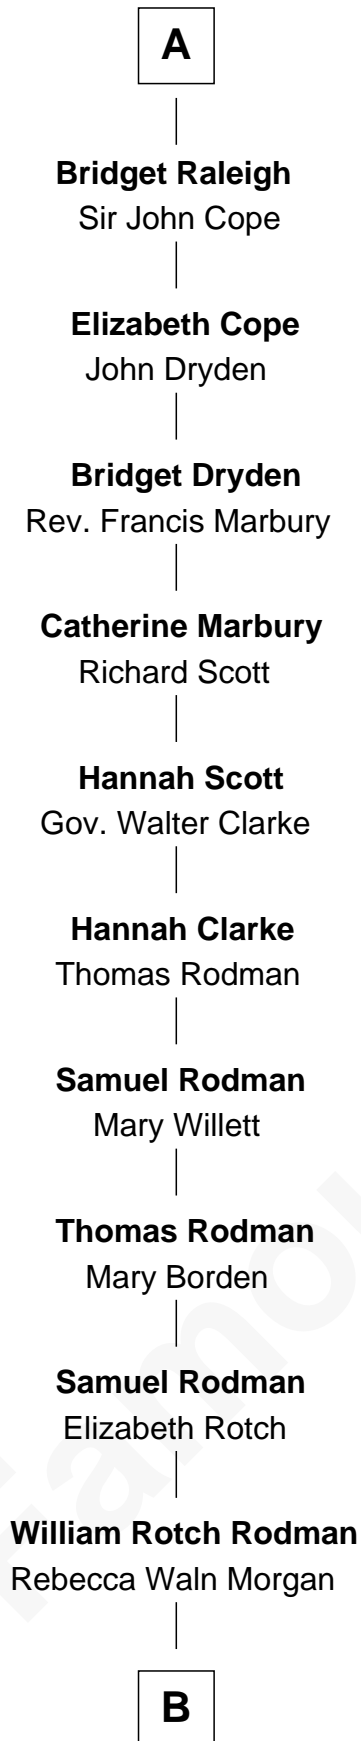 A
Bridget Raleigh
Sir John Cope
Elizabeth Cope
John Dryden
Bridget Dryden
Rev. Francis Marbury
Catherine Marbury
Richard Scott
Hannah Scott
Gov. Walter Clarke
Hannah Clarke
Thomas Rodman
Samuel Rodman
Mary Willett
Thomas Rodman
Mary Borden
Samuel Rodman
Elizabeth Rotch
William Rotch Rodman
Rebecca Waln Morgan
B